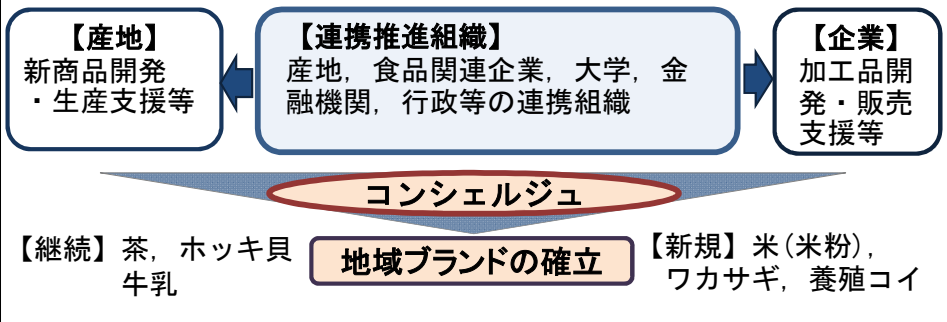 【産地】
新商品開発
・生産支援等
【連携推進組織】
産地，食品関連企業，大学，金
融機関，行政等の連携組織
【企業】
加工品開
発・販売
支援等
コンシェルジュ
【継続】茶，ホッキ貝
牛乳
地域ブランドの確立
【新規】米(米粉)，
ワカサギ，養殖コイ